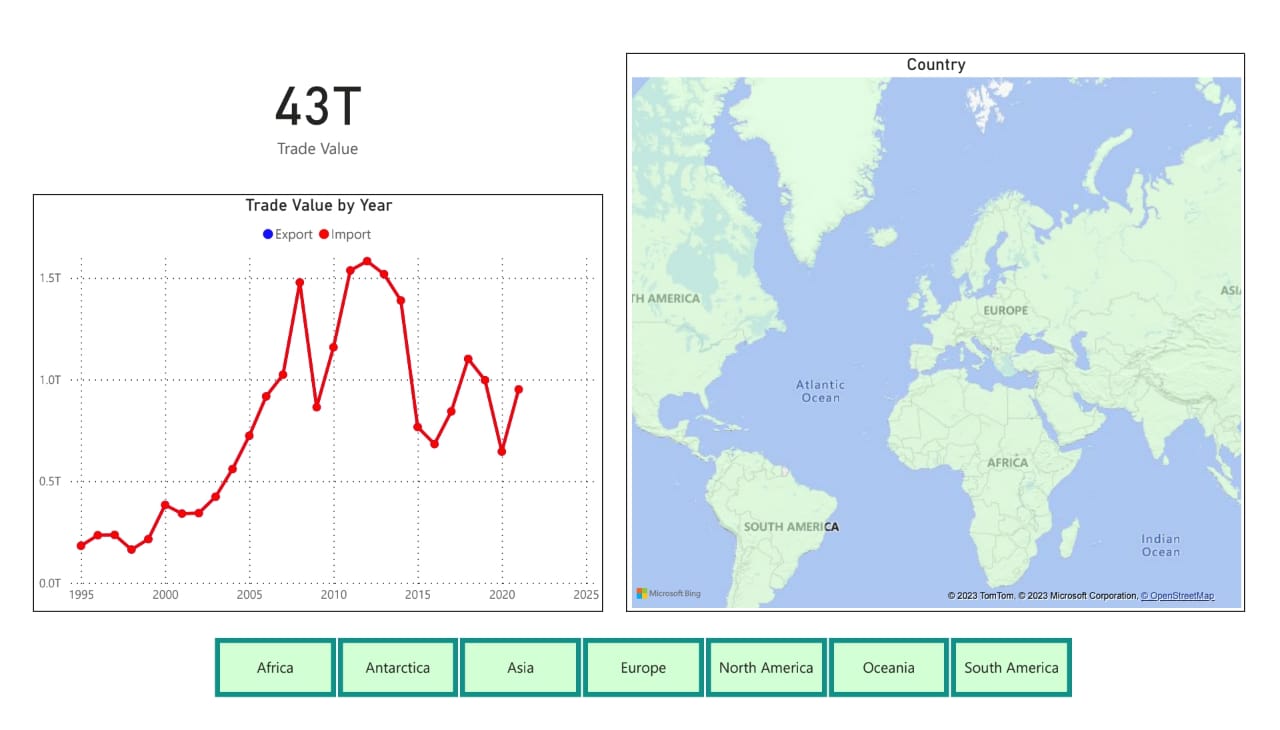 43T
Trade Value
Trade Value by Year
Export Import
1.5T
1.0T
0.5T
0.0T
1995 2000 2005 2010 2015 2020 2025
Country
TH AMERICA
EUROPE
ASIA
Atlantic
Ocean
AFRICA
SOUTH AMERICA
Indian
Ocean
Microsoft Bing
© 2023 TomTom, © 2023 Microsoft Corporation, © OpenStreetMap
Africa
Antarctica
Asia
Europe
North America
Oceania
South America